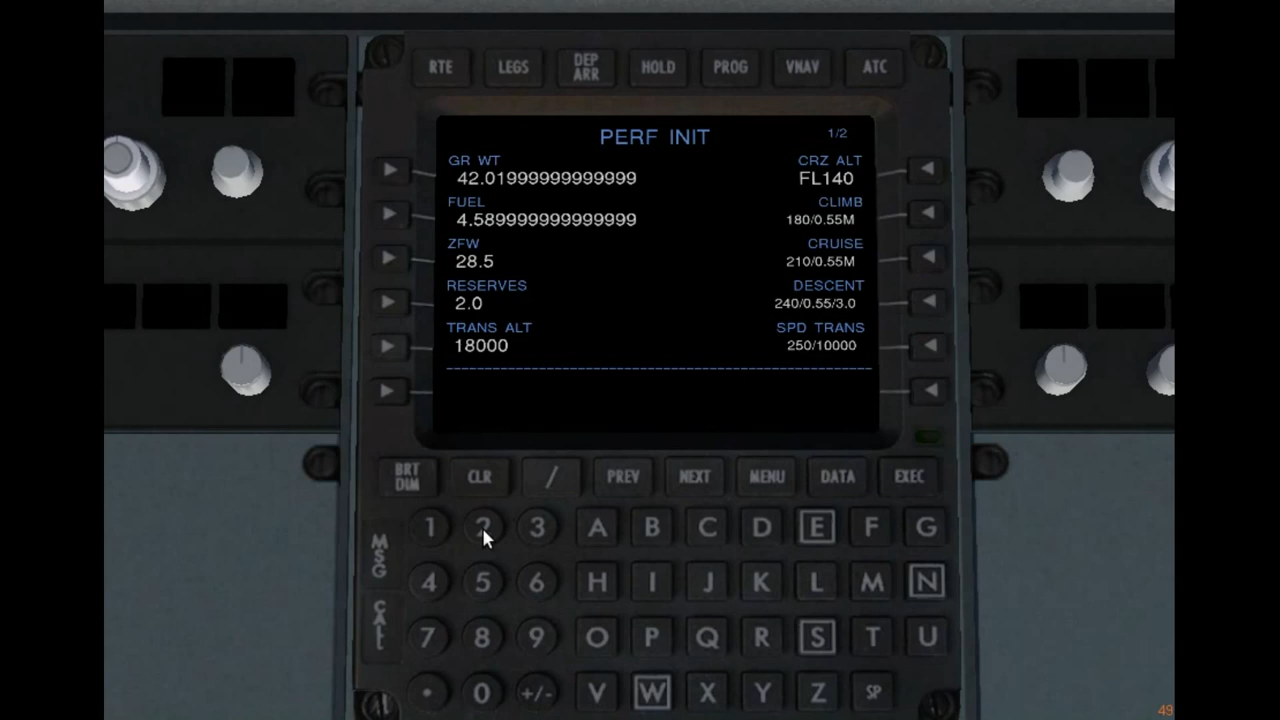 RTE LEGS DEP ARR HOLD PROG VNAV ATC
PERF INIT 1/2
GR WT CRZ ALT
42.01999999999999 FL140
FUEL CLIMB
4.589999999999999 180/0.55M
ZFW CRUISE
28.5 210/0.55M
RESERVES DESCENT
2.0 240/0.55/3.0
TRANS ALT SPD TRANS
18000 250/10000
BRT DIM CLR / PREV NEXT MENU DATA EXEC
MSG 1 2 3 A B C D E F G
4 5 6 H I J K L M N
CAll 7 8 9 O P Q R S T U
. 0 +/- V W X Y Z SP
49